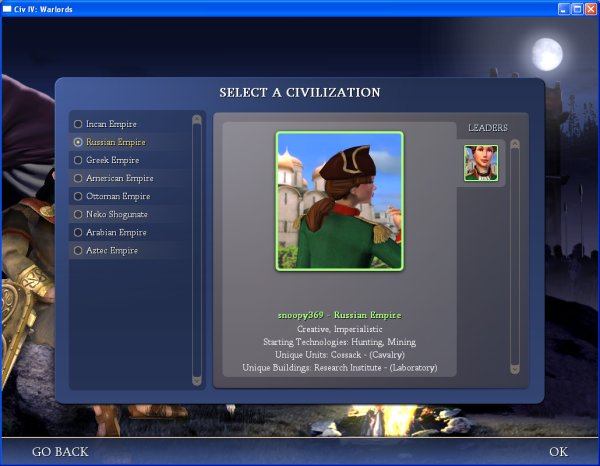 Civ IV: Warlords
SELECT A CIVILIZATION
Incan Empire
Russian Empire
Greek Empire
American Empire
Ottoman Empire
Neko Shogunate
Arabian Empire
Aztec Empire
LEADERS
snoopy369 - Russian Empire
Creative, Imperialistic
Starting Technologies: Hunting, Mining
Unique Units: Cossack - (Cavalry)
Unique Buildings: Research Institute - (Laboratory)
GO BACK
OK